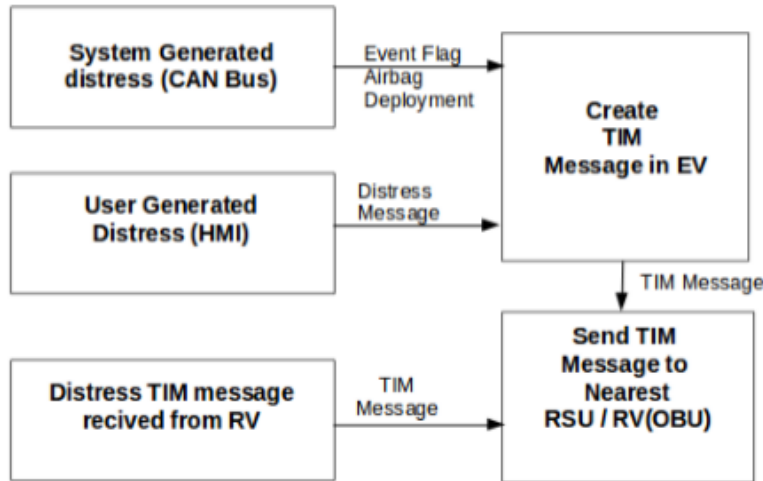 System Generated
distress (CAN Bus)
Event Flag
Airbag
Deployment
Create
TIM
Message in EV
User Generated
Distress (HMI)
Distress
Message
TIM Message
Distress TIM message
recived from RV
TIM
Message
Send TIM
Message to
Nearest
RSU / RV(OBU)